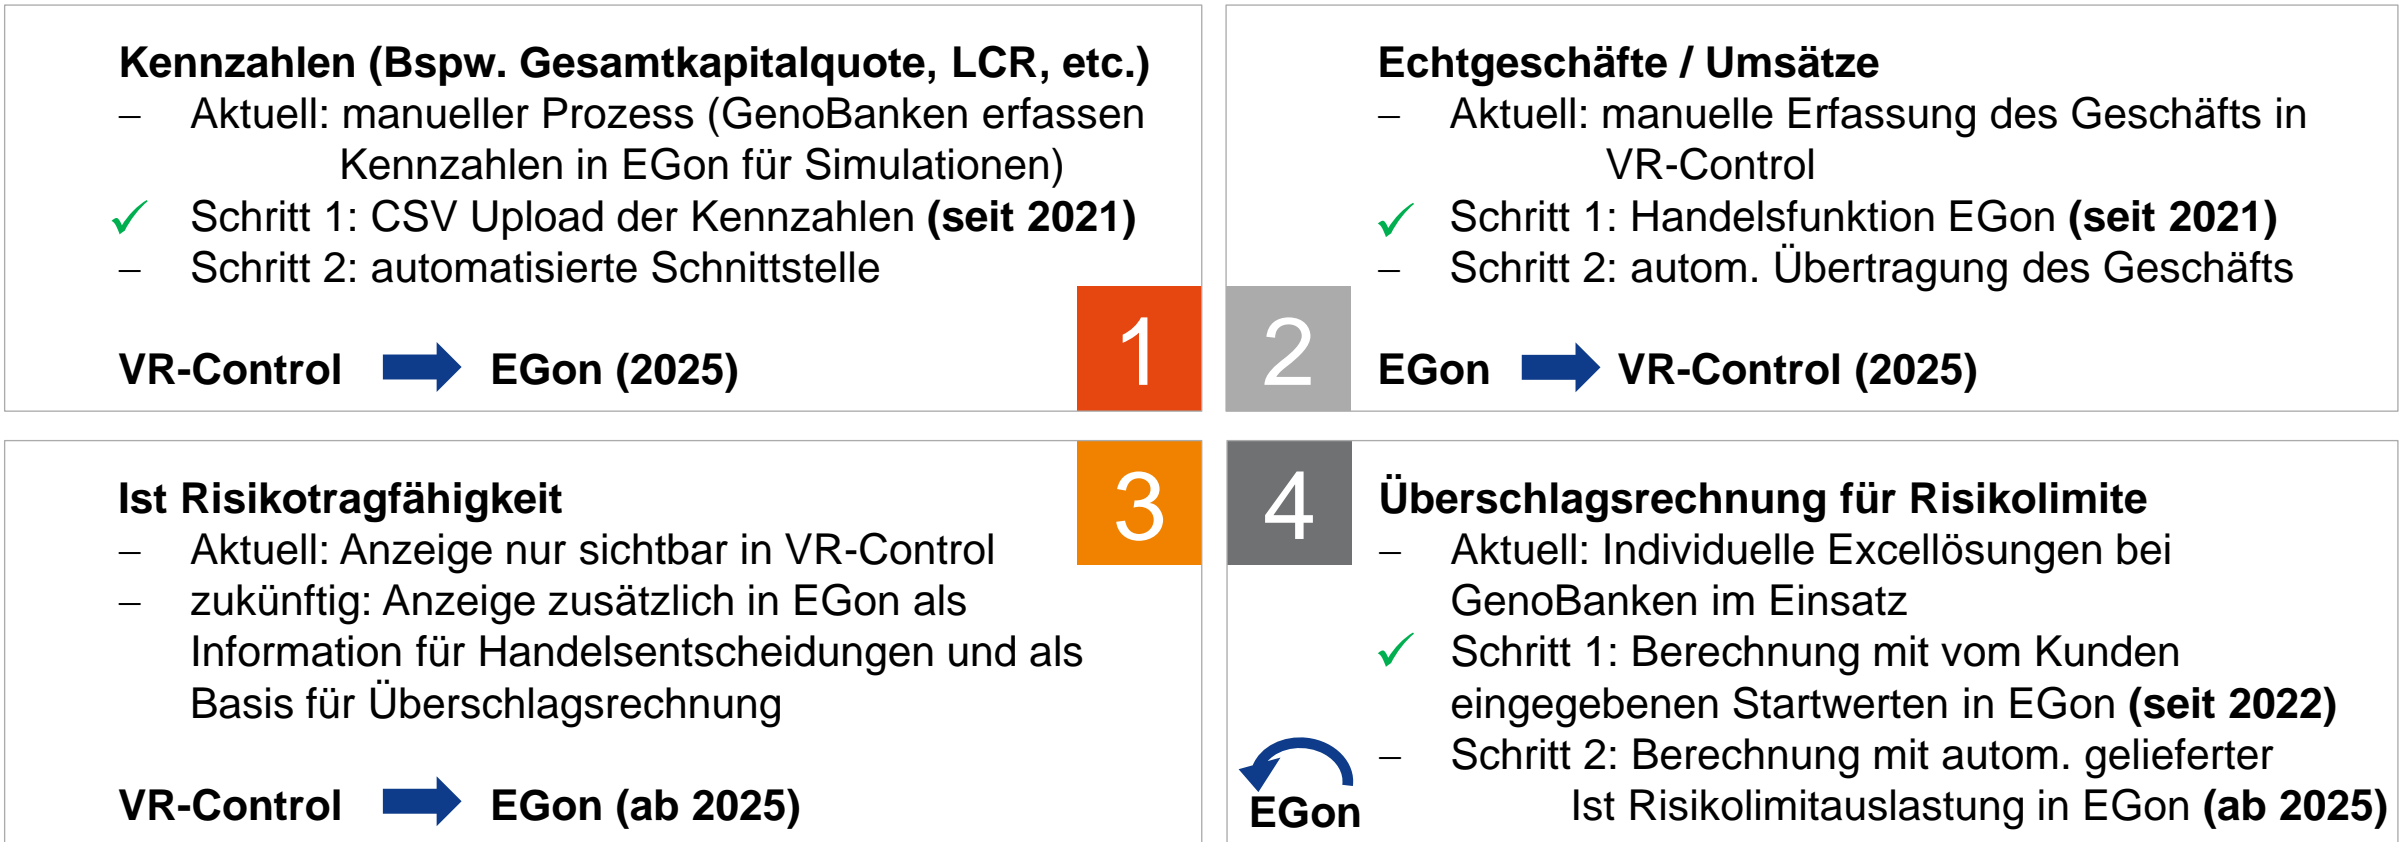 Kennzahlen (Bspw. Gesamtkapitalquote, LCR, etc.)
– Aktuell: manueller Prozess (GenoBanken erfassen
Kennzahlen in EGon für Simulationen)
✓ Schritt 1: CSV Upload der Kennzahlen (seit 2021)
– Schritt 2: automatisierte Schnittstelle
VR-Control EGon (2025)
1
Echtgeschäfte / Umsätze
– Aktuell: manuelle Erfassung des Geschäfts in
VR-Control
✓ Schritt 1: Handelsfunktion EGon (seit 2021)
– Schritt 2: autom. Übertragung des Geschäfts
2
EGon VR-Control (2025)
Ist Risikotragfähigkeit
– Aktuell: Anzeige nur sichtbar in VR-Control
– zukünftig: Anzeige zusätzlich in EGon als
Information für Handelsentscheidungen und als
Basis für Überschlagsrechnung
VR-Control EGon (ab 2025)
3
4
Überschlagsrechnung für Risikolimite
– Aktuell: Individuelle Excellösungen bei
GenoBanken im Einsatz
✓ Schritt 1: Berechnung mit vom Kunden
eingegebenen Startwerten in EGon (seit 2022)
– Schritt 2: Berechnung mit autom. gelieferter
Ist Risikolimitauslastung in EGon (ab 2025)
EGon